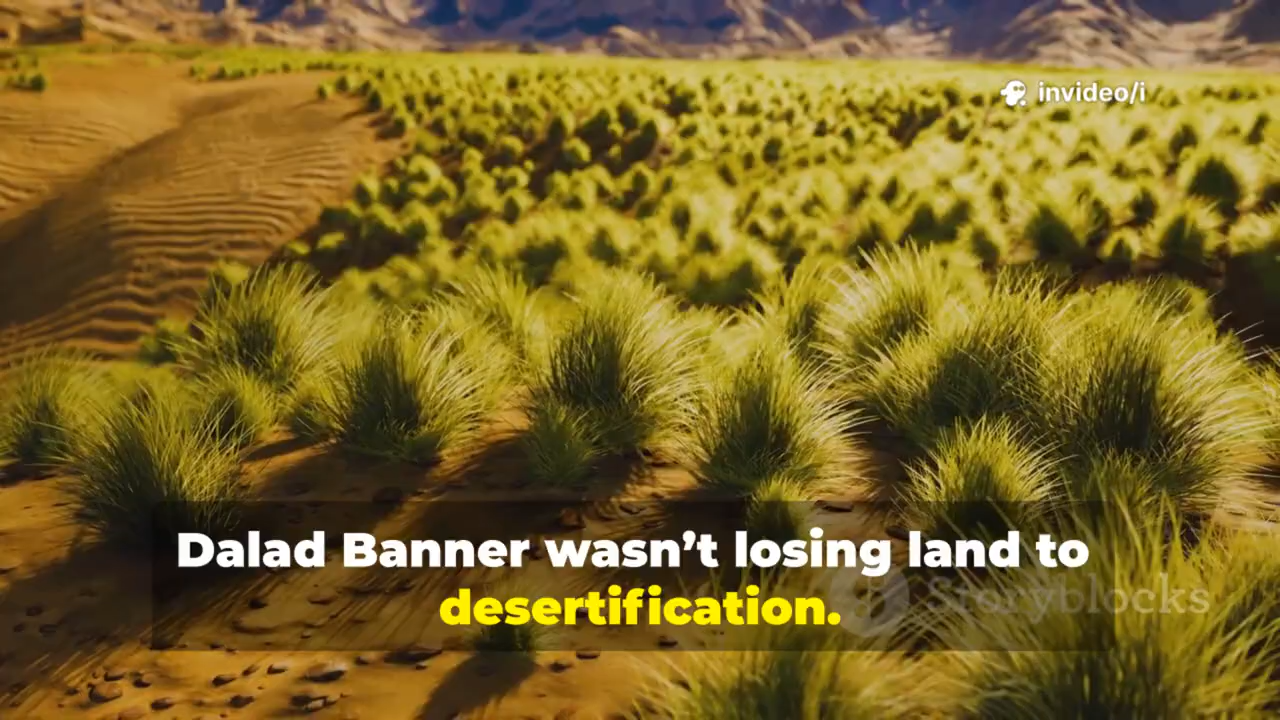 invideo/i
Dalad Banner wasn’t losing land to
desertification.
Storyblocks